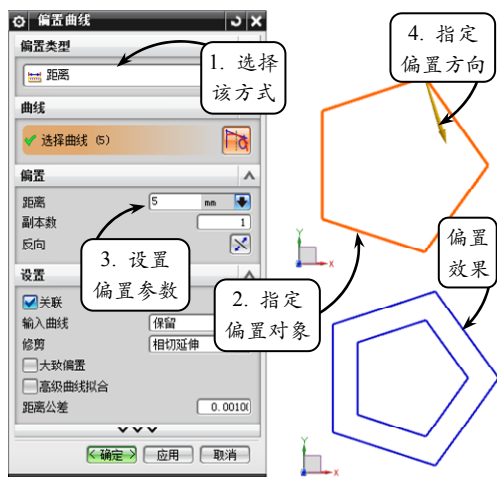 偏置曲线
偏置类型
距离
1. 选择
该方式
曲线
选择曲线 (5)
偏置
距离
5
mm
副本数
1
反向
3. 设置
偏置参数
设置
关联
输入曲线
保留
修剪
相切延伸
大致偏置
高级曲线拟合
距离公差
0.0010
确定
应用
取消
4. 指定
偏置方向
Y
X
2. 指定
偏置对象
偏置
效果
Y
X